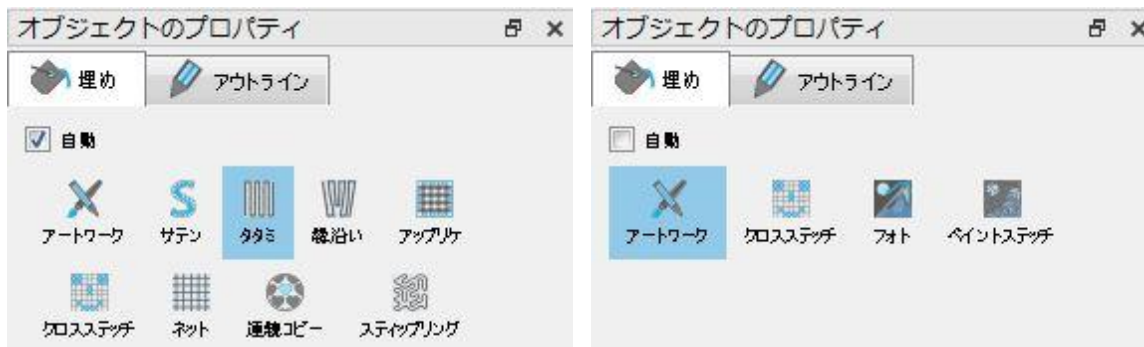 オブジェクトのプロパティ
埋め アウトライン
自動
アートワーク サテン タタミ 縁沿い アップリケ
クロスステッチ ネット 連続コピー スティップリング
オブジェクトのプロパティ
埋め アウトライン
自動
アートワーク クロスステッチ フォト ペイントステッチ